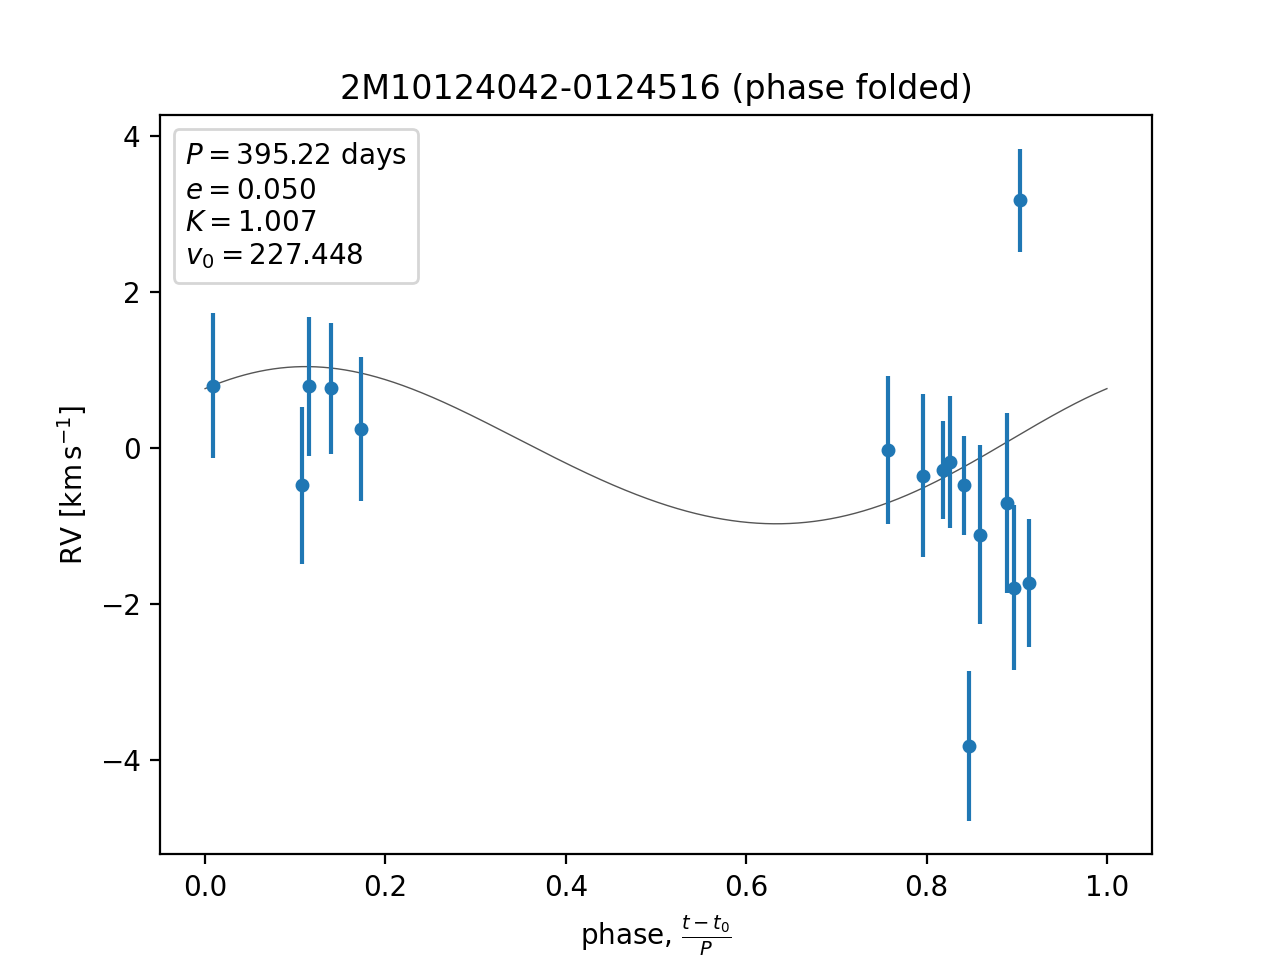 2M10124042-0124516 (phase folded)
P = 395.22 days
e = 0.050
K = 1.007
v₀ = 227.448
4
2
0
−2
−4
RV [km s⁻¹]
0.0 0.2 0.4 0.6 0.8 1.0
phase, (t − t₀)/P